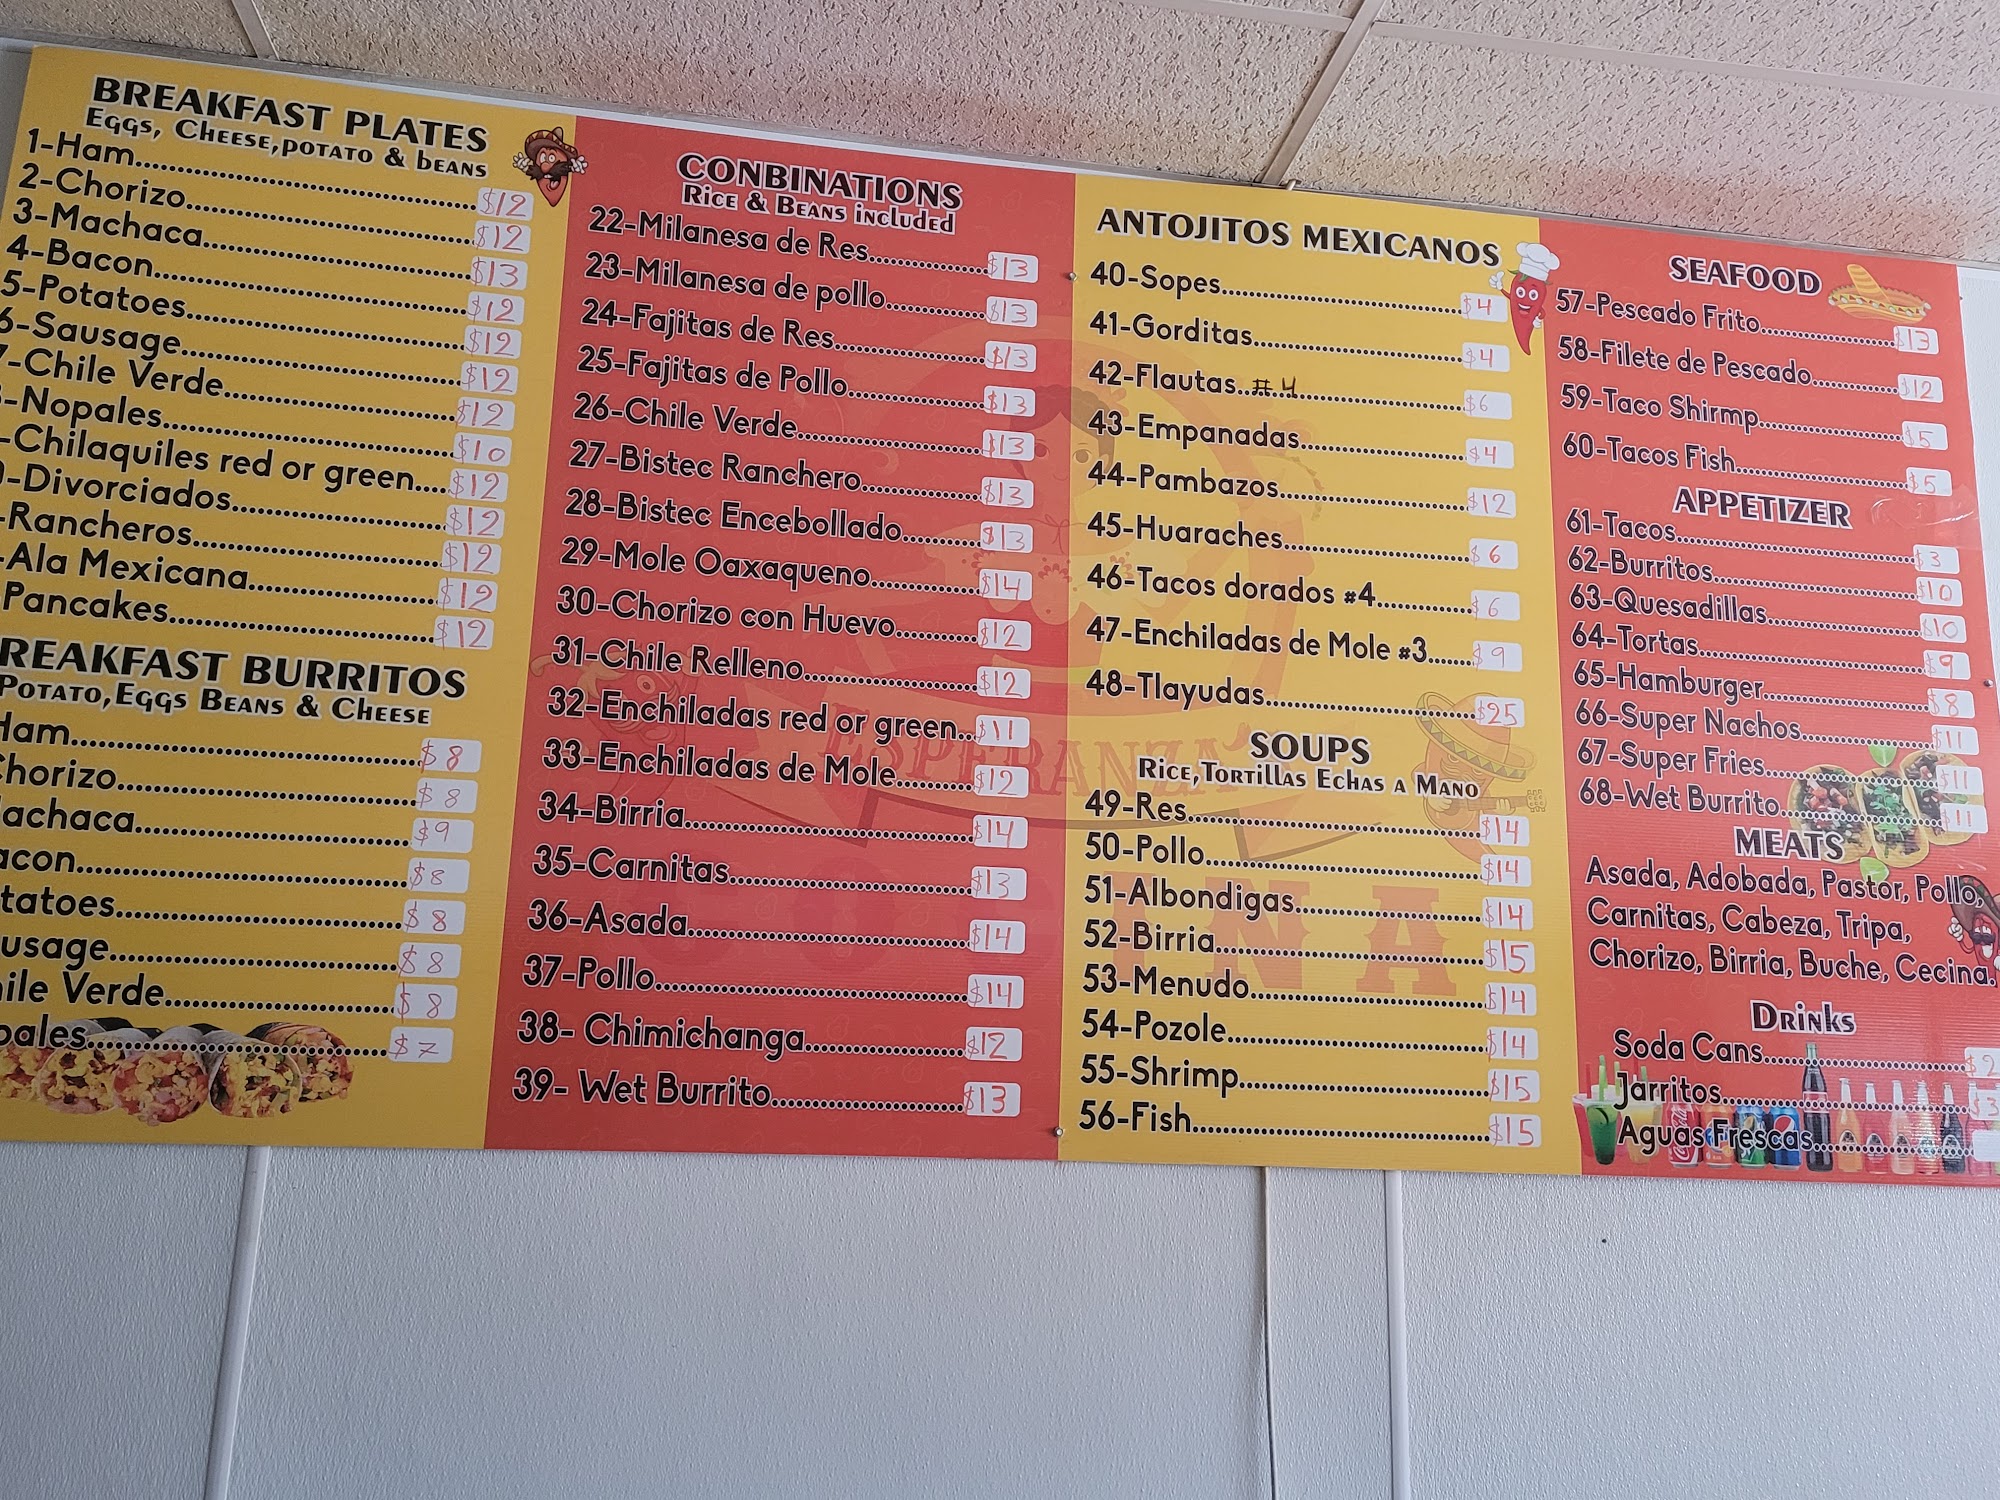 BREAKFAST PLATES
Eggs, Cheese, potato & beans
1-Ham $12
2-Chorizo $12
3-Machaca $13
4-Bacon $12
5-Potatoes $12
6-Sausage $12
7-Chile Verde $12
-Nopales $10
-Chilaquiles red or green $12
-Divorciados $12
-Rancheros $12
-Ala Mexicana $12
Pancakes $12
REAKFAST BURRITOS
Potato, Eggs Beans & Cheese
Ham $8
Chorizo $8
achaca $9
acon $8
tatoes $8
usage $8
ile Verde $8
pales $7
CONBINATIONS
Rice & Beans included
22-Milanesa de Res $13
23-Milanesa de pollo $13
24-Fajitas de Res $13
25-Fajitas de Pollo $13
26-Chile Verde $13
27-Bistec Ranchero $13
28-Bistec Encebollado $13
29-Mole Oaxaqueno $14
30-Chorizo con Huevo $12
31-Chile Relleno $12
32-Enchiladas red or green $11
33-Enchiladas de Mole $12
34-Birria $14
35-Carnitas $13
36-Asada $14
37-Pollo $14
38- Chimichanga $12
39- Wet Burrito $13
ESPERANZA
COCINA
ANTOJITOS MEXICANOS
40-Sopes $4
41-Gorditas $4
42-Flautas #4 $6
43-Empanadas $4
44-Pambazos $12
45-Huaraches $6
46-Tacos dorados #4 $6
47-Enchiladas de Mole #3 $9
48-Tlayudas $25
SOUPS
Rice, Tortillas Echas a Mano
49-Res $14
50-Pollo $14
51-Albondigas $14
52-Birria $15
53-Menudo $14
54-Pozole $14
55-Shrimp $15
56-Fish $15
SEAFOOD
57-Pescado Frito $13
58-Filete de Pescado $12
59-Taco Shirmp $5
60-Tacos Fish $5
APPETIZER
61-Tacos $3
62-Burritos $10
63-Quesadillas $10
64-Tortas $9
65-Hamburger $8
66-Super Nachos $11
67-Super Fries $11
68-Wet Burrito $11
MEATS
Asada, Adobada, Pastor, Pollo,
Carnitas, Cabeza, Tripa,
Chorizo, Birria, Buche, Cecina.
Drinks
Soda Cans $2
Jarritos $3
Aguas Frescas